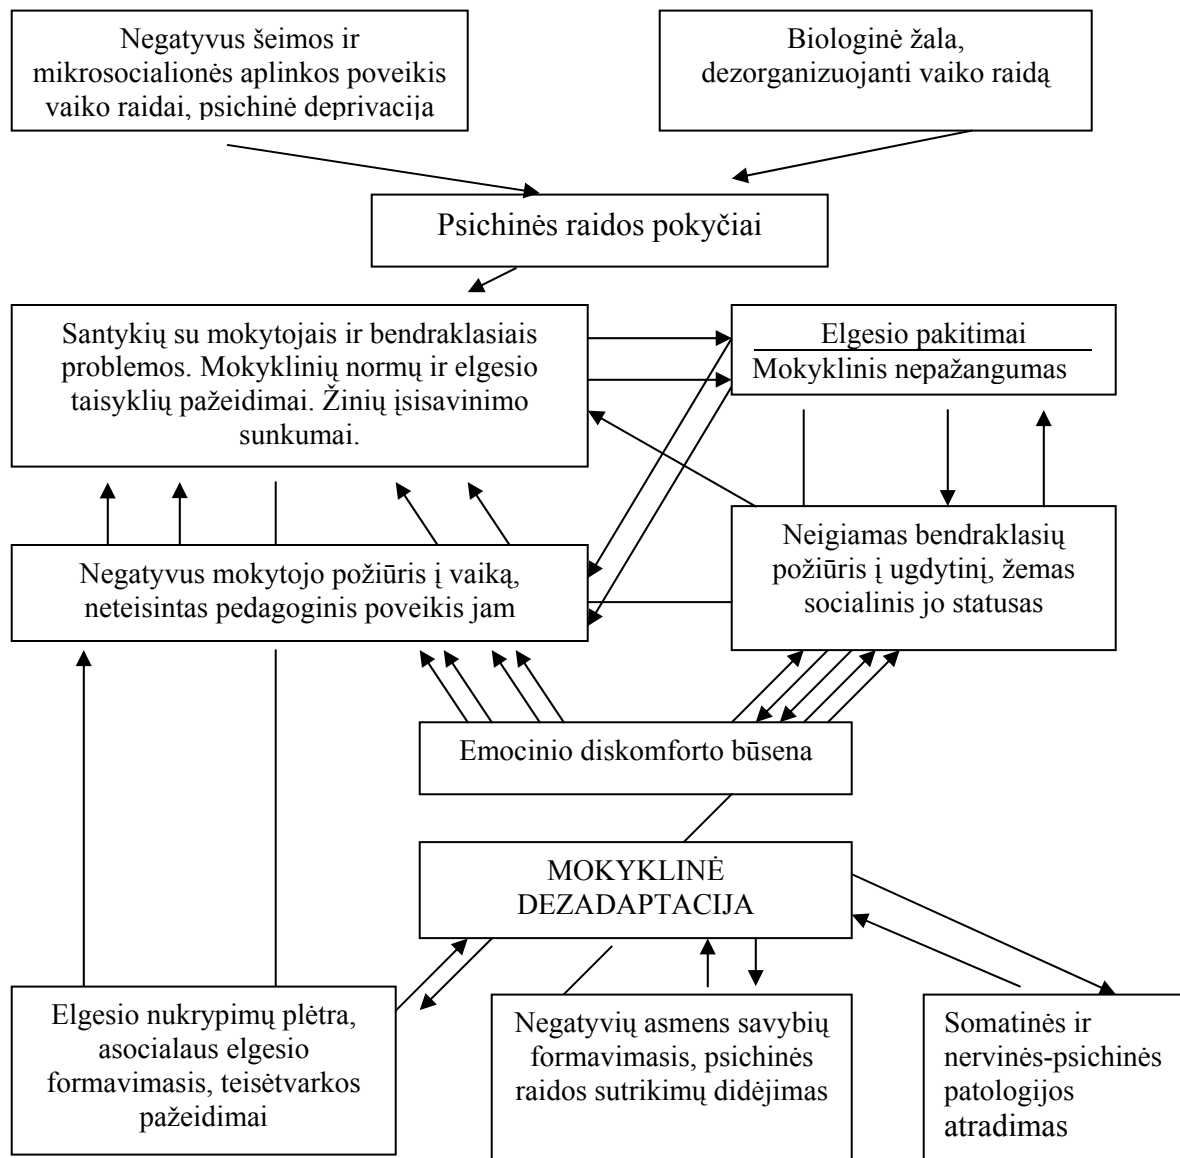 Negatyvus šeimos ir
mikrosocialionės aplinkos poveikis
vaiko raidai, psichinė deprivacija
Biologinė žala,
dezorganizuojanti vaiko raidą
Psichinės raidos pokyčiai
Santykių su mokytojais ir bendraklasiais
problemos. Mokyklinių normų ir elgesio
taisyklių pažeidimai. Žinių įsisavinimo
sunkumai.
Elgesio pakitimai
Mokyklinis nepažangumas
Negatyvus mokytojo požiūris į vaiką,
neteisintas pedagoginis poveikis jam
Neigiamas bendraklasių
požiūris į ugdytinį, žemas
socialinis jo statusas
Emocinio diskomforto būsena
MOKYKLINĖ
DEZADAPTACIJA
Elgesio nukrypimų plėtra,
asocialaus elgesio
formavimasis, teisėtvarkos
pažeidimai
Negatyvių asmens savybių
formavimasis, psichinės
raidos sutrikimų didėjimas
Somatinės ir
nervinės-psichinės
patologijos
atradimas